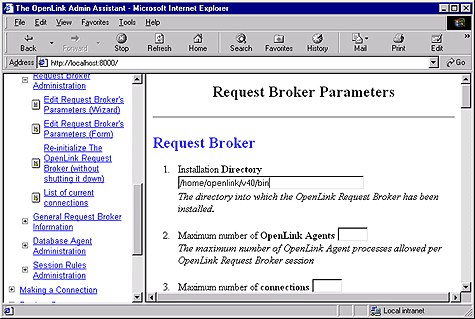 The OpenLink Admin Assistant - Microsoft Internet Explorer
File Edit View Favorites Tools Help
Back Forward Stop Refresh Home Search Favorites History Mail Print Edit
Address http://localhost:8000/ Go
Request Broker
Administration
Edit Request Broker's
Parameters (Wizard)
Edit Request Broker's
Parameters (Form)
Re-initialize The
OpenLink Request
Broker (without
shutting it down)
List of current
connections
General Request Broker
Information
Database Agent
Administration
Session Rules
Administration
Making a Connection
Request Broker Parameters
Request Broker
1. Installation Directory
/home/openlink/v40/bin
The directory into which the OpenLink Request Broker has been
installed.
2. Maximum number of OpenLink Agents
The maximum number of OpenLink Agent processes allowed per
OpenLink Request Broker session
3. Maximum number of connections
Local intranet